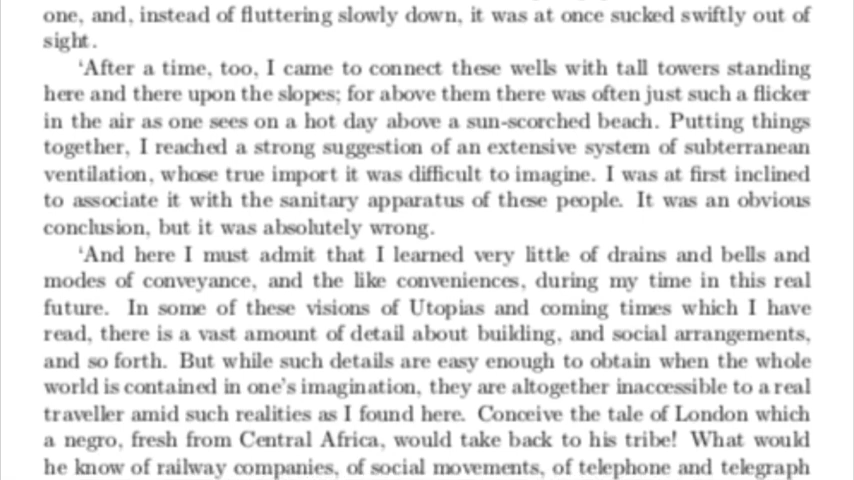 one, and, instead of fluttering slowly down, it was at once sucked swiftly out of
sight.
‘After a time, too, I came to connect these wells with tall towers standing
here and there upon the slopes; for above them there was often just such a flicker
in the air as one sees on a hot day above a sun-scorched beach. Putting things
together, I reached a strong suggestion of an extensive system of subterranean
ventilation, whose true import it was difficult to imagine. I was at first inclined
to associate it with the sanitary apparatus of these people. It was an obvious
conclusion, but it was absolutely wrong.
‘And here I must admit that I learned very little of drains and bells and
modes of conveyance, and the like conveniences, during my time in this real
future. In some of these visions of Utopias and coming times which I have
read, there is a vast amount of detail about building, and social arrangements,
and so forth. But while such details are easy enough to obtain when the whole
world is contained in one’s imagination, they are altogether inaccessible to a real
traveller amid such realities as I found here. Conceive the tale of London which
a negro, fresh from Central Africa, would take back to his tribe! What would
he know of railway companies, of social movements, of telephone and telegraph